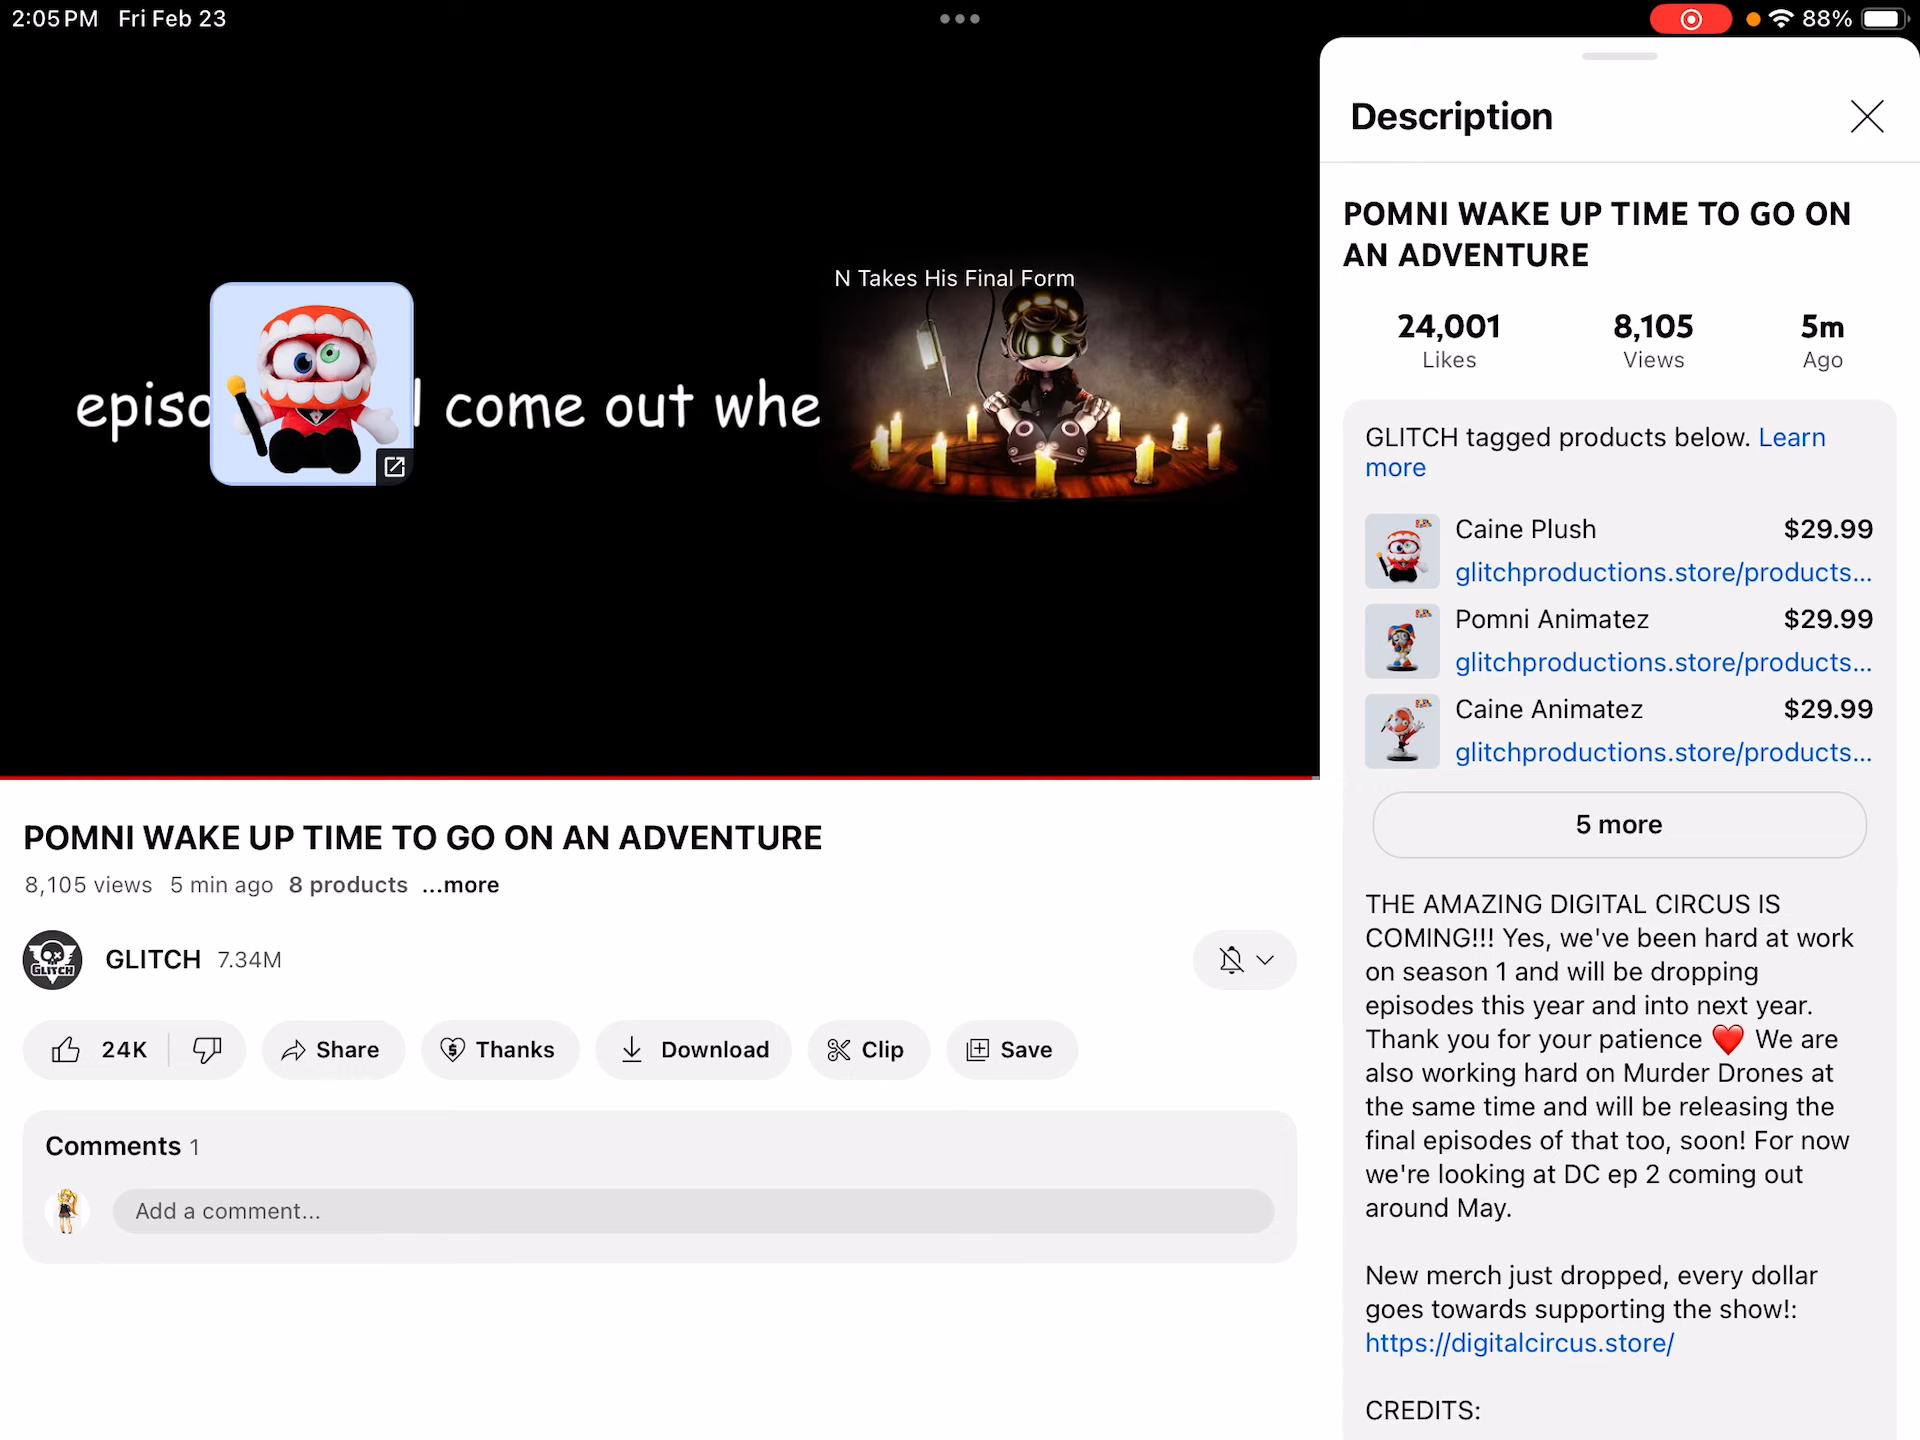 2:05 PM Fri Feb 23
88%
N Takes His Final Form
come out whe
POMNI WAKE UP TIME TO GO ON AN ADVENTURE
8,105 views 5 min ago 8 products ...more
GLITCH
GLITCH 7.34M
24K Share Thanks Download Clip Save
Comments 1
Add a comment...
Description
POMNI WAKE UP TIME TO GO ON
AN ADVENTURE
24,001 8,105 5m
Likes Views Ago
GLITCH tagged products below. Learn
more
Caine Plush $29.99
glitchproductions.store/products...
Pomni Animatez $29.99
glitchproductions.store/products...
Caine Animatez $29.99
glitchproductions.store/products...
5 more
THE AMAZING DIGITAL CIRCUS IS
COMING!!! Yes, we've been hard at work
on season 1 and will be dropping
episodes this year and into next year.
Thank you for your patience ❤️ We are
also working hard on Murder Drones at
the same time and will be releasing the
final episodes of that too, soon! For now
we're looking at DC ep 2 coming out
around May.
New merch just dropped, every dollar
goes towards supporting the show!:
https://digitalcircus.store/
CREDITS: